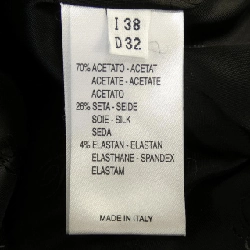 I 38
D 32
70% ACETATO - ACETAT
ACETATE - ACETATE
ACETATO
26% SETA - SEIDE
SOIE - SILK
SEDA
4% ELASTAN - ELASTAN
ELASTHANE - SPANDEX
ELASTAM
MADE IN ITALY